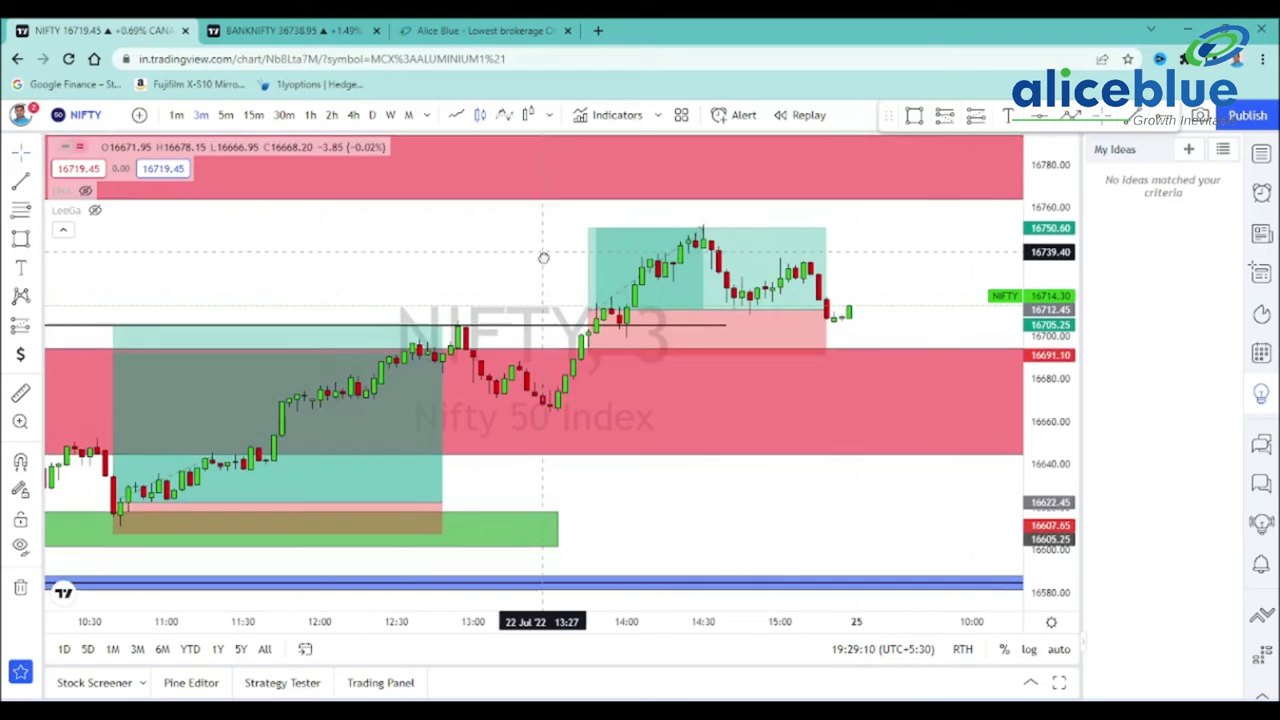 NIFTY 16719.45 ▲ +0.69% CANA
BANKNIFTY 36738.95 ▲ +1.49%
Alice Blue - Lowest brokerage O
in.tradingview.com/chart/NbBLta7M/?symbol=MCX%3AALUMINIUM1%21
Google Finance – St...
Fujifilm X-S10 Mirro...
1lyoptions | Hedge...
aliceblue
Growth Inevitable
2
NIFTY
1m 3m 5m 15m 30m 1h 2h 4h D W M
Indicators
Alert
Replay
Publish
O16671.95 H16678.15 L16666.95 C16668.20 −3.85 (−0.02%)
16719.45 0.00 16719.45
LeeGa
My Ideas
No ideas matched your
criteria
NIFTY, 3
Nifty 50 Index
16780.00
16760.00
16750.60
16739.40
NIFTY 16714.30
16712.45
16705.25
16700.00
16691.10
16680.00
16660.00
16640.00
16622.45
16607.65
16605.25
16600.00
16580.00
10:30 11:00 11:30 12:00 12:30 13:00 22 Jul '22 13:27 14:00 14:30 15:00 25 10:00
1D 5D 1M 3M 6M YTD 1Y 5Y All
19:29:10 (UTC+5:30) RTH % log auto
Stock Screener Pine Editor Strategy Tester Trading Panel